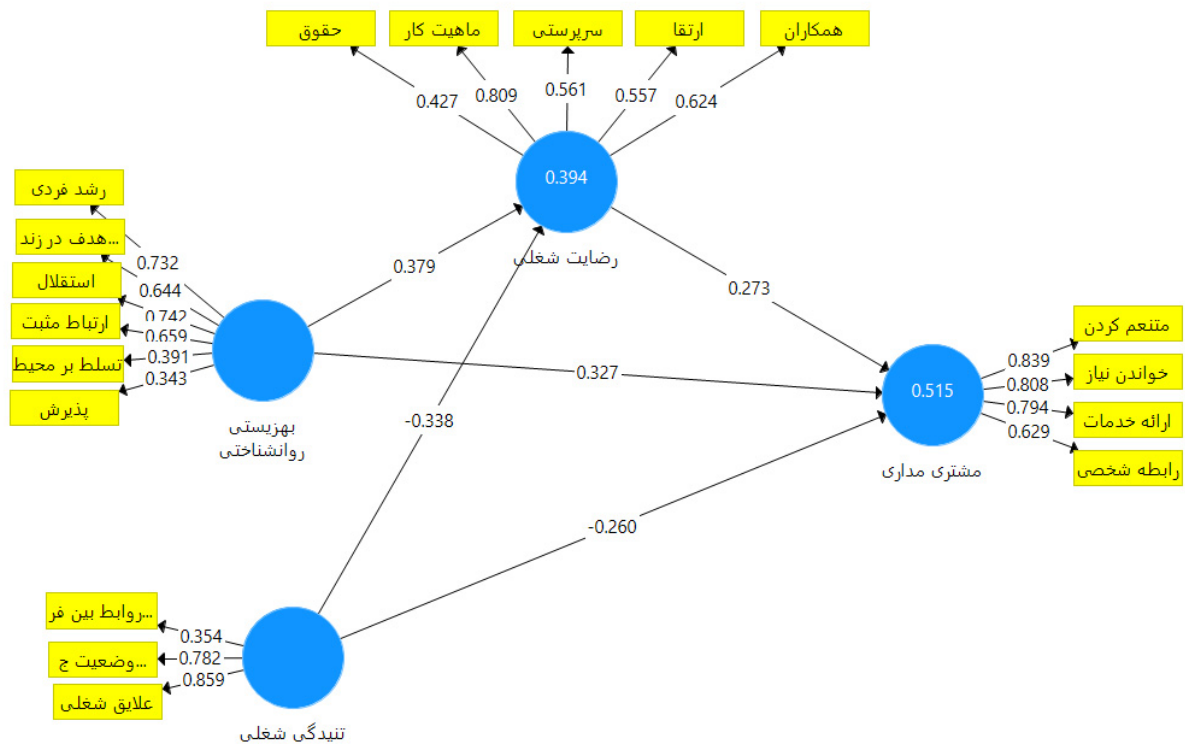 حقوق
ماهیت کار
سرپرستی
ارتقا
همکاران
0.427
0.809
0.561
0.557
0.624
0.394
رضایت شغلی
رشد فردی
هدف در زند...
استقلال
ارتباط مثبت
تسلط بر محیط
پذیرش
0.732
0.644
0.742
0.659
0.391
0.343
بهزیستی
روانشناختی
0.379
0.273
0.327
-0.338
-0.260
0.515
مشتری مداری
0.839
0.808
0.794
0.629
متنعم کردن
خواندن نیاز
ارائه خدمات
رابطه شخصی
روابط بین فر...
وضعیت ج...
علایق شغلی
0.354
0.782
0.859
تنیدگی شغلی